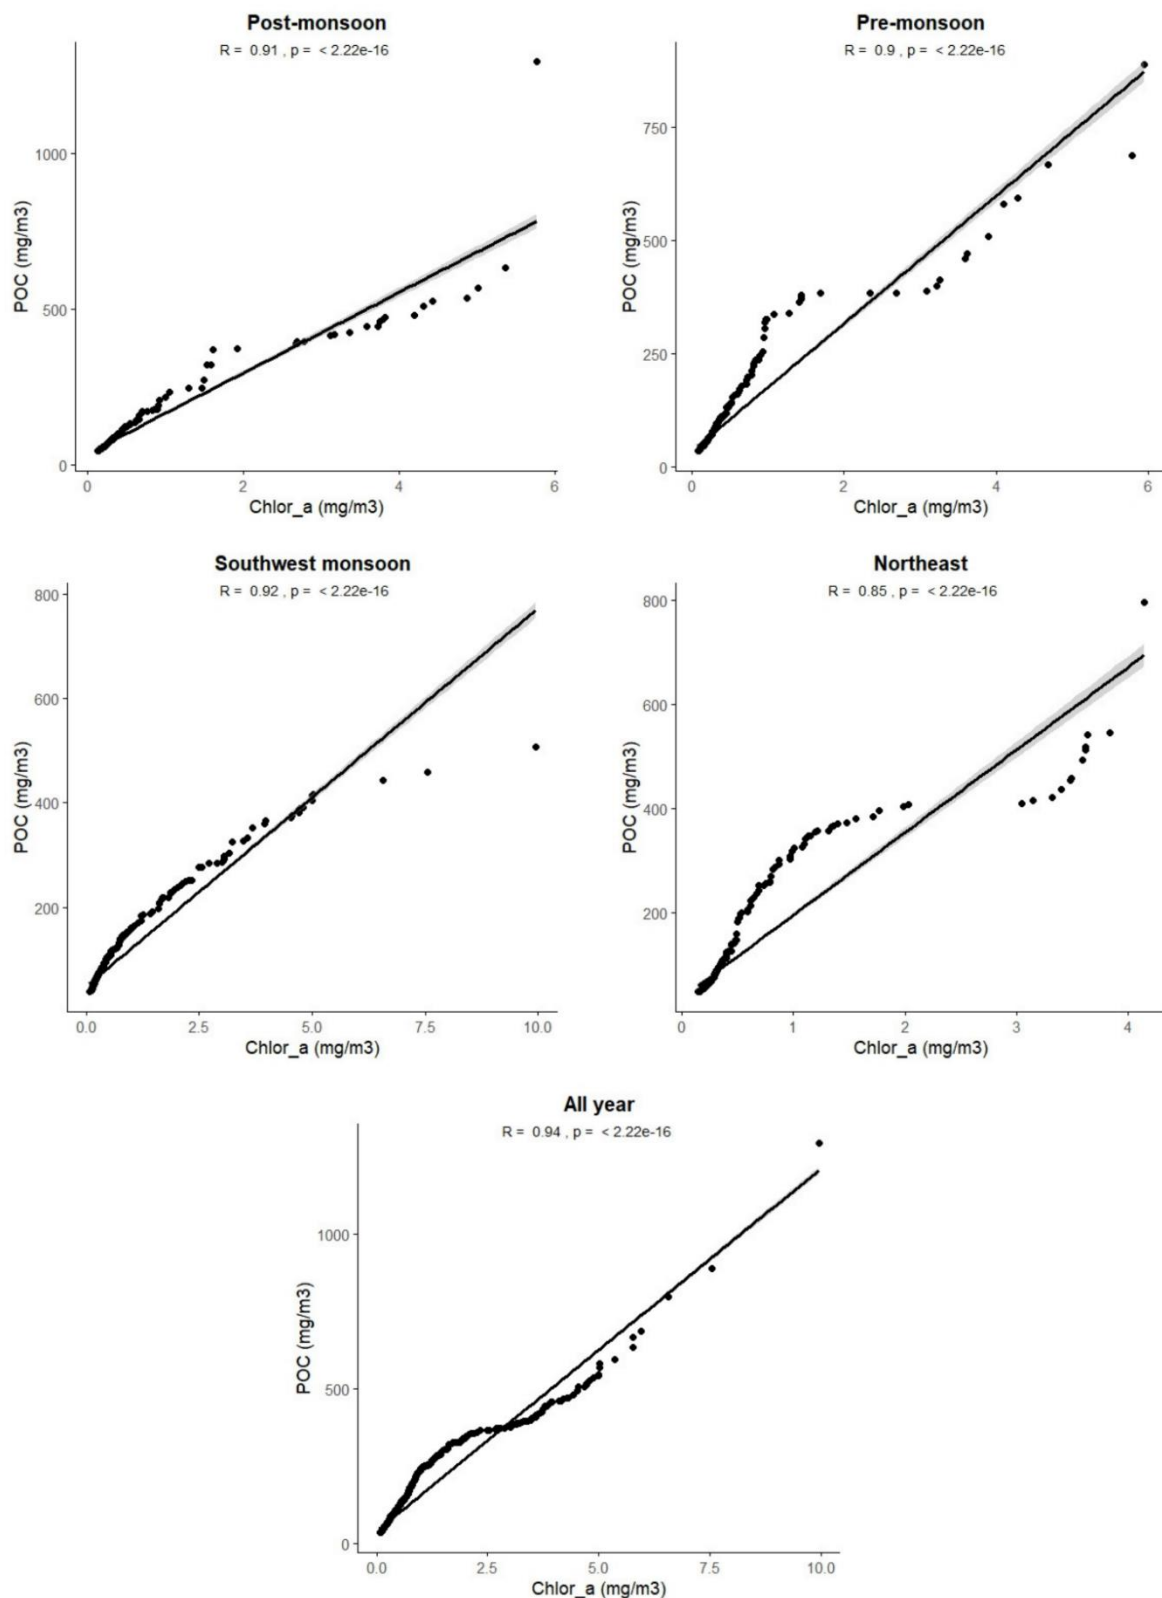 Post-monsoon
R = 0.91 , p = < 2.22e-16
POC (mg/m3)
1000
500
0
0 2 4 6
Chlor_a (mg/m3)
Pre-monsoon
R = 0.9 , p = < 2.22e-16
POC (mg/m3)
750
500
250
0
0 2 4 6
Chlor_a (mg/m3)
Southwest monsoon
R = 0.92 , p = < 2.22e-16
POC (mg/m3)
800
600
400
200
0.0 2.5 5.0 7.5 10.0
Chlor_a (mg/m3)
Northeast
R = 0.85 , p = < 2.22e-16
POC (mg/m3)
800
600
400
200
0 1 2 3 4
Chlor_a (mg/m3)
All year
R = 0.94 , p = < 2.22e-16
POC (mg/m3)
1000
500
0
0.0 2.5 5.0 7.5 10.0
Chlor_a (mg/m3)